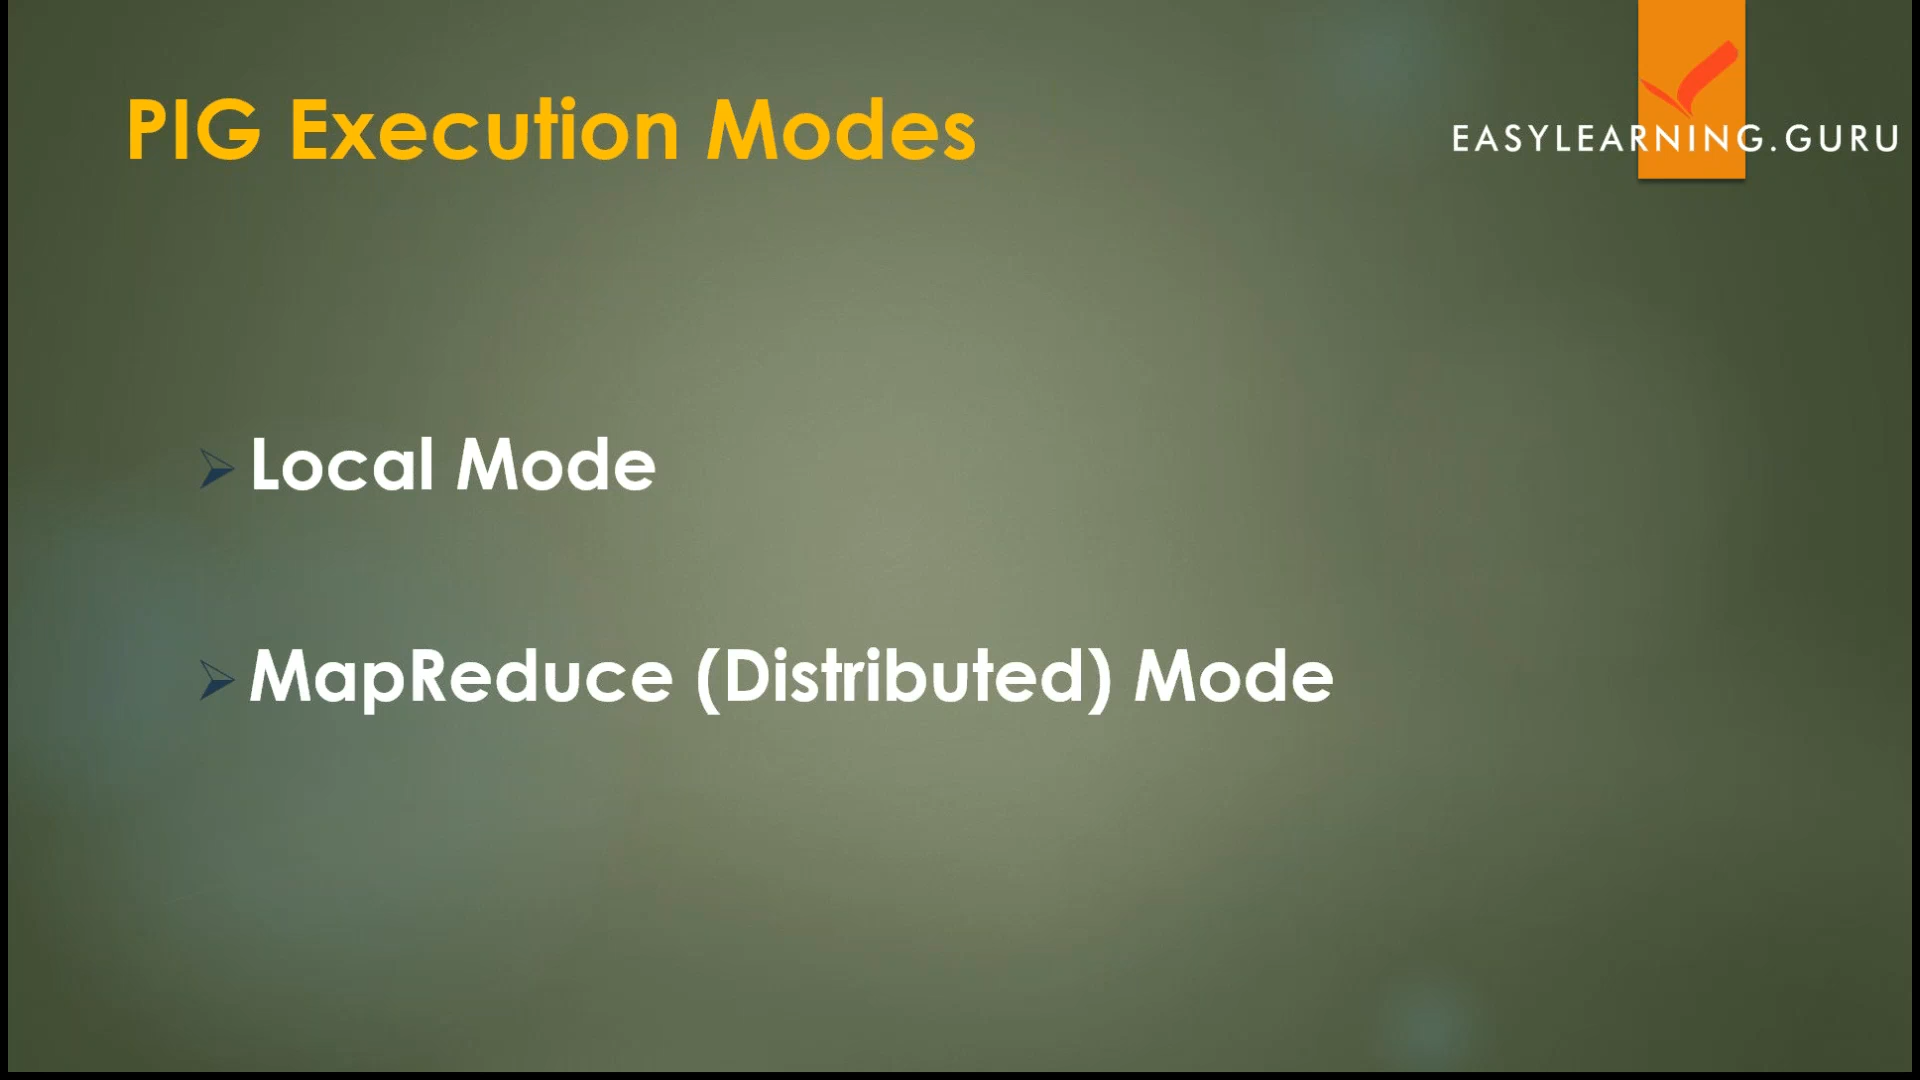 PIG Execution Modes
EASYLEARNING.GURU
Local Mode
MapReduce (Distributed) Mode